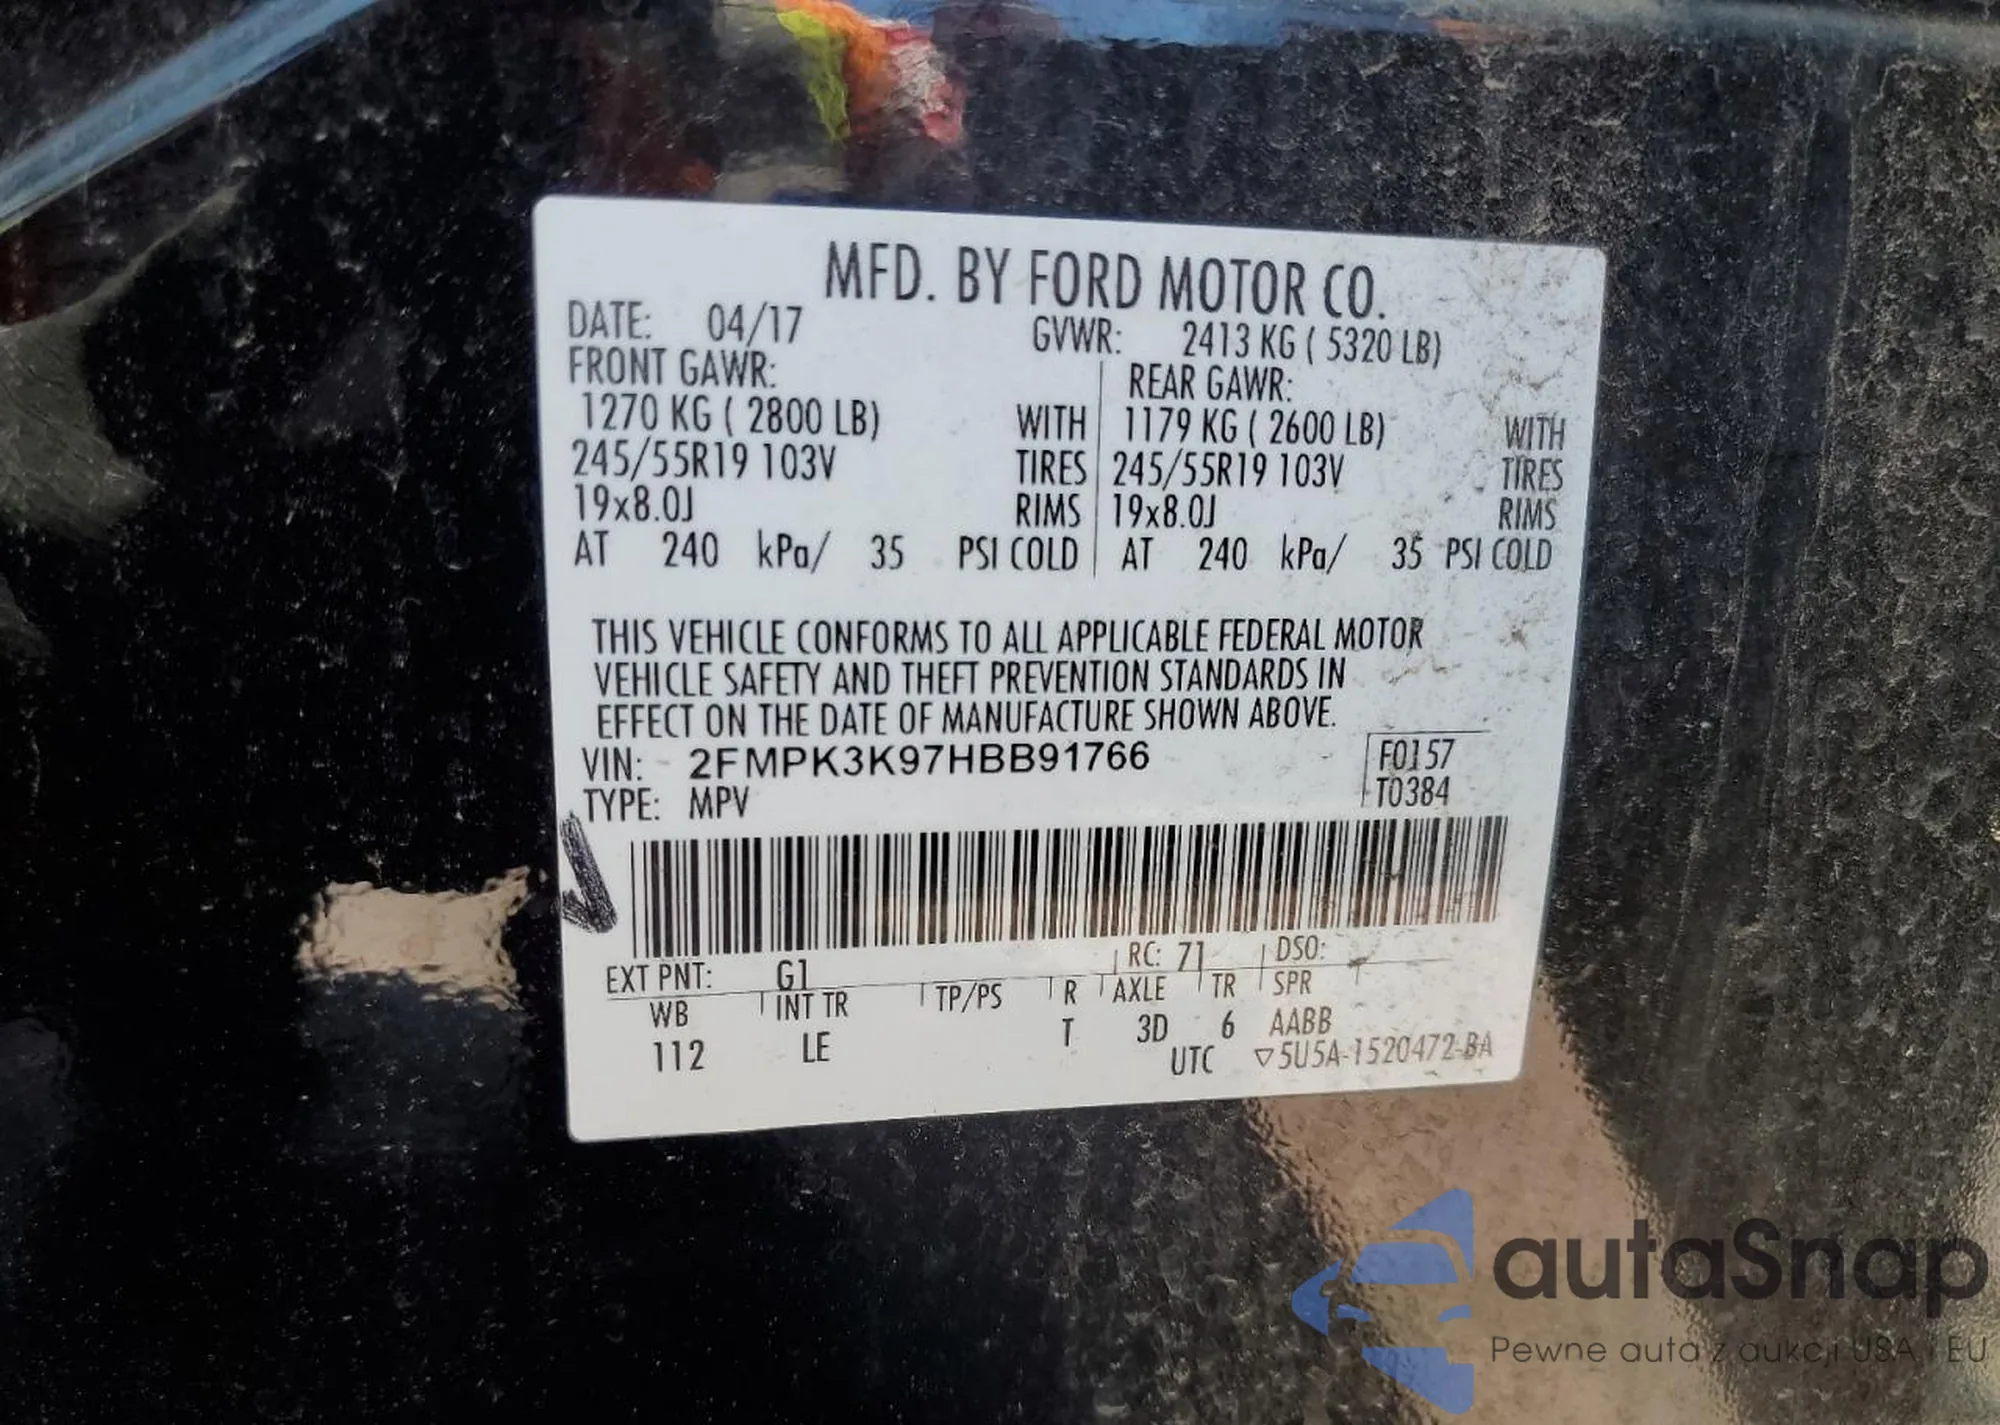 MFD. BY FORD MOTOR CO.
DATE: 04/17 GVWR: 2413 KG ( 5320 LB)
FRONT GAWR: REAR GAWR:
1270 KG ( 2800 LB) WITH 1179 KG ( 2600 LB) WITH
245/55R19 103V TIRES 245/55R19 103V TIRES
19x8.0J RIMS 19x8.0J RIMS
AT 240 kPa/ 35 PSI COLD AT 240 kPa/ 35 PSI COLD
THIS VEHICLE CONFORMS TO ALL APPLICABLE FEDERAL MOTOR
VEHICLE SAFETY AND THEFT PREVENTION STANDARDS IN
EFFECT ON THE DATE OF MANUFACTURE SHOWN ABOVE.
VIN: 2FMPK3K97HBB91766 F0157
TYPE: MPV T0384
EXT PNT: G1 RC: 71 DSO:
WB INT TR TP/PS R AXLE TR SPR
112 LE T 3D 6 AABB
UTC ▽5U5A-1520472-BA
autaSnap
Pewne auta z aukcji USA i EU